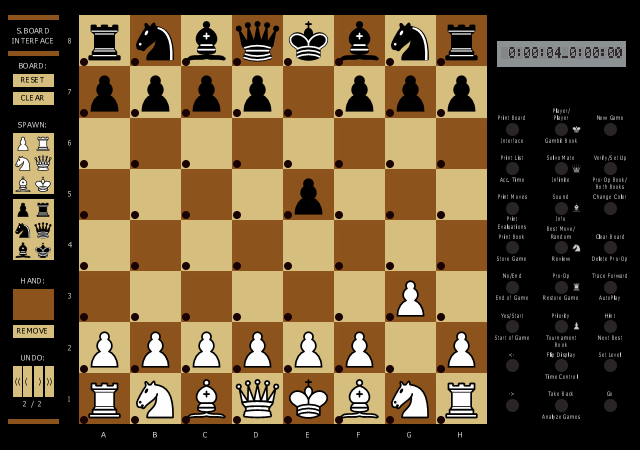 S.BOARD
INTERFACE
BOARD:
RESET
CLEAR
SPAWN:
HAND:
REMOVE
UNDO:
2 / 2
8
7
6
5
4
3
2
1
A B C D E F G H
0:00:04_0:00:00
Player/
Print Board Player New Game
Interface Gambit Book
Print List Solve Mate Verify/Set Up
Acc. Time Infinite Pro-Op Book/
Both Books
Print Moves Sound Change Color
Print Info
Evaluations Best Move/
Print Book Random Clear Board
Store Game Review Delete Pro-Op
No/End Pro-Op Trace Forward
End of Game Restore Game AutoPlay
Yes/Start Priority Hint
Start of Game Tournament Next Best
Book
<- Flip Display Set Level
Time Control
-> Take Back Go
Analyze Games